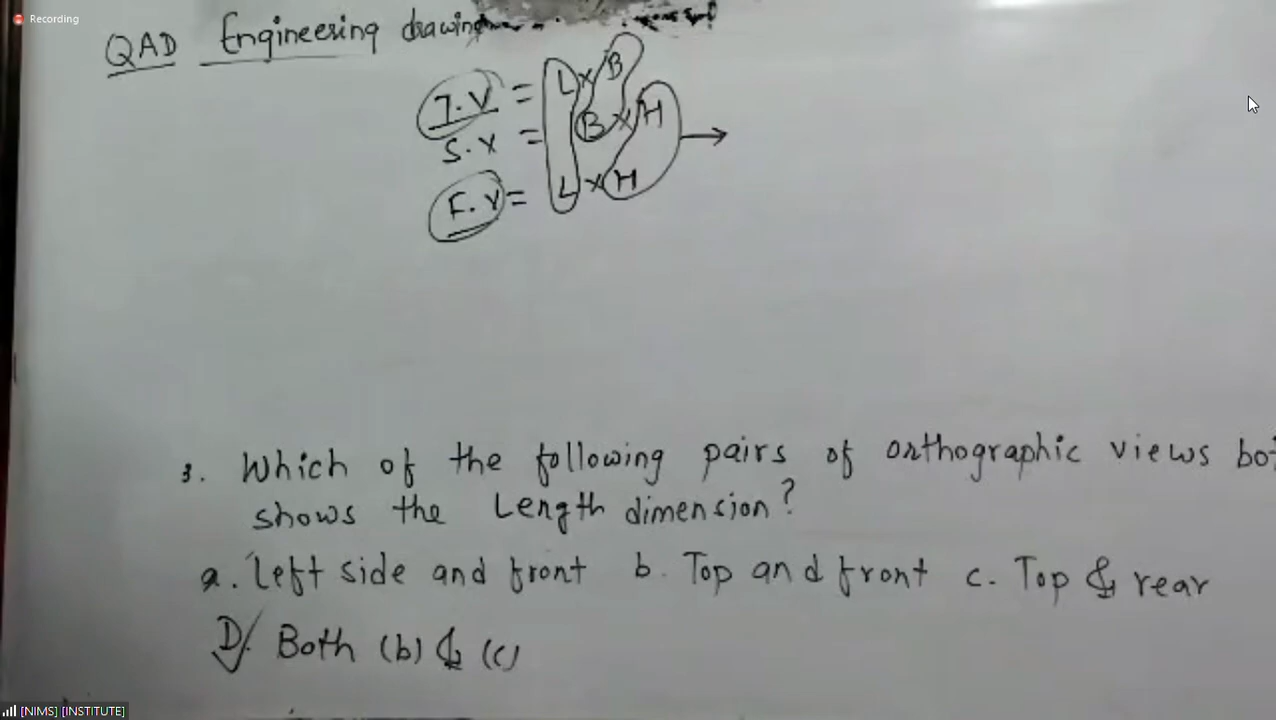 Recording
QAD Engineering drawing
T.V = L x B
S.V = B x H
F.V = L x H
3. Which of the following pairs of orthographic views
shows the Length dimension?
a. Left side and front b. Top and front c. Top & rear
D. Both (b) & (c)
[NIMS] [INSTITUTE]